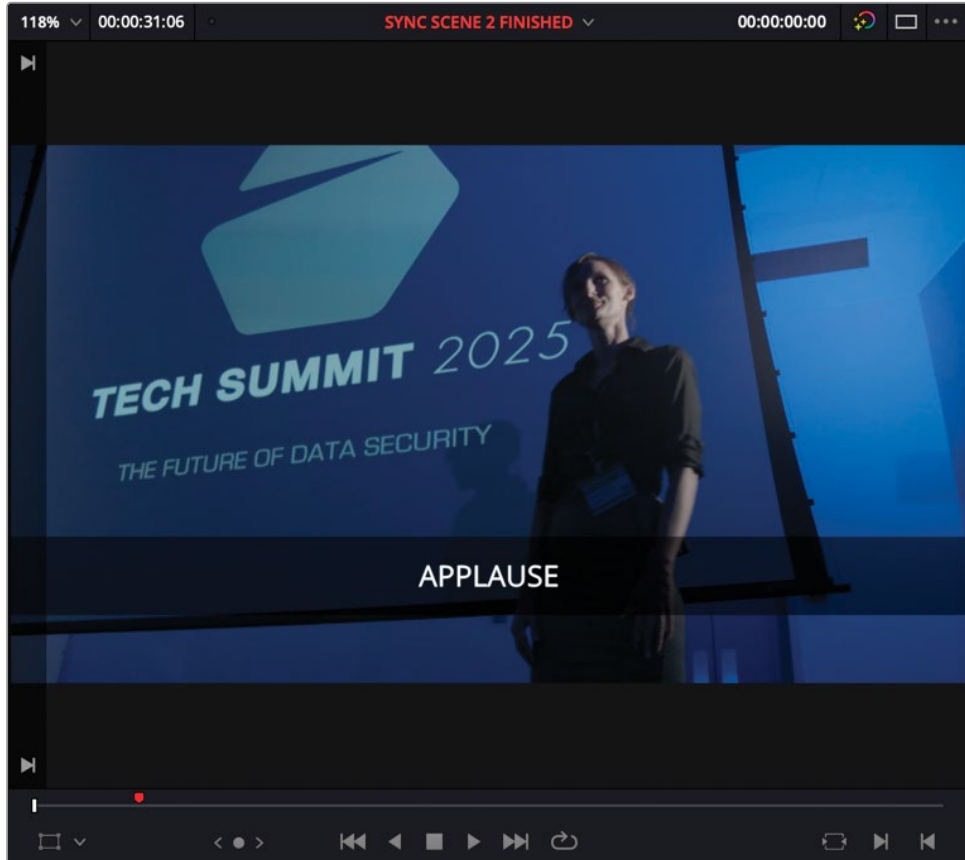 118% 00:00:31:06 SYNC SCENE 2 FINISHED 00:00:00:00
TECH SUMMIT 2025
THE FUTURE OF DATA SECURITY
APPLAUSE